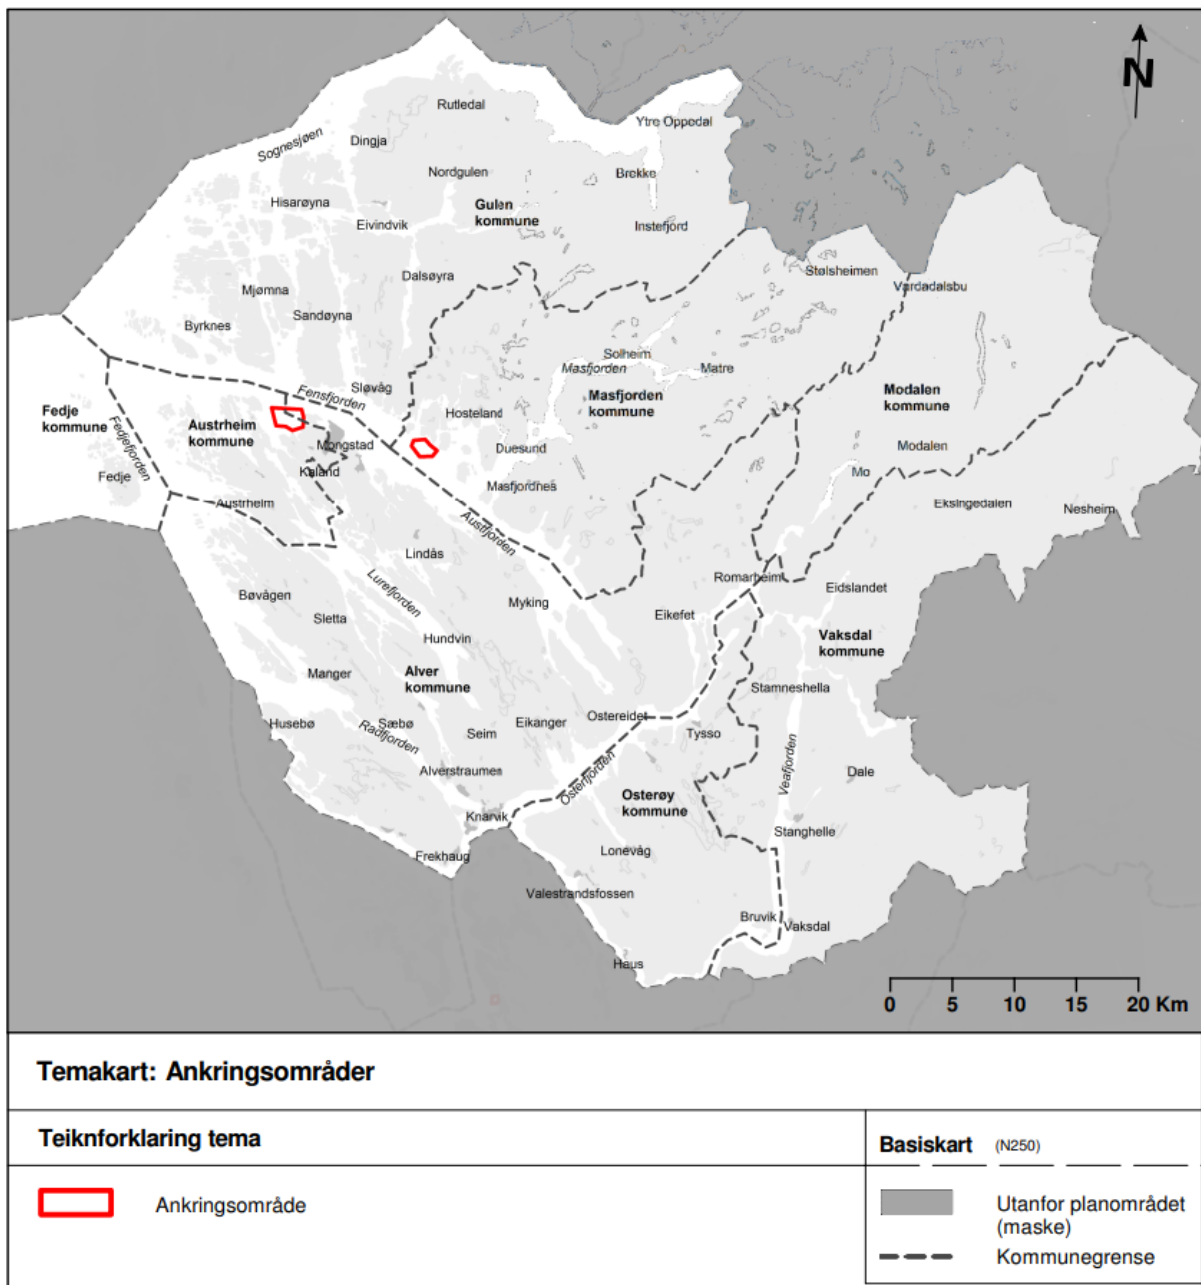 N
Rutledal
Ytre Oppedal
Sognesjøen
Dingja
Nordgulen
Brekke
Hisarøyna
Gulen
kommune
Eivindvik
Instefjord
Dalsøyra
Stølsheimen
Vardadalsbu
Mjømna
Sandøyna
Byrknes
Solheim
Masfjorden
Matre
Sløvåg
Fensfjorden
Masfjorden
kommune
Modalen
kommune
Fedje
kommune
Fedjefjorden
Austrheim
kommune
Hosteland
Mongstad
Duesund
Modalen
Kaland
Mo
Fedje
Masfjordnes
Austrheim
Eksingedalen
Nesheim
Austfjorden
Lindås
Lurefjorden
Romarheim
Eidslandet
Bøvågen
Myking
Sletta
Eikefet
Hundvin
Vaksdal
kommune
Manger
Alver
kommune
Stamneshella
Husebø
Sæbø
Radfjorden
Seim
Eikanger
Ostereidet
Tysso
Veafjorden
Alverstraumen
Osterfjorden
Dale
Osterøy
kommune
Knarvik
Stanghelle
Frekhaug
Lonevåg
Valestrandsfossen
Bruvik
Vaksdal
Haus
0 5 10 15 20 Km
Temakart: Ankringsområder
Teiknforklaring tema
Ankringsområde
Basiskart (N250)
Utanfor planområdet
(maske)
Kommunegrense